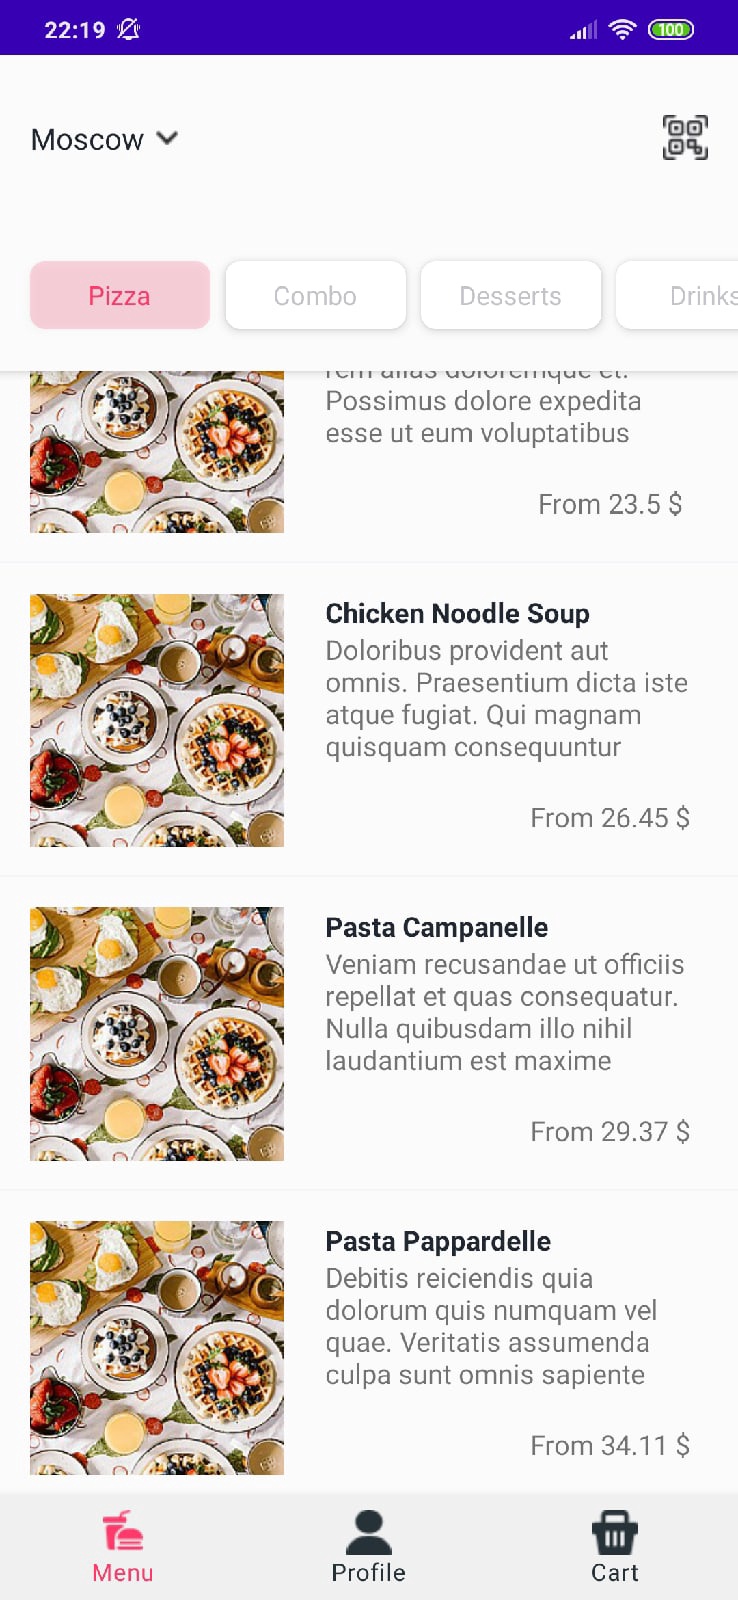 22:19
100
Moscow
Pizza
Combo
Desserts
Drinks
rem alias doloremque et.
Possimus dolore expedita
esse ut eum voluptatibus
From 23.5 $
Chicken Noodle Soup
Doloribus provident aut
omnis. Praesentium dicta iste
atque fugiat. Qui magnam
quisquam consequuntur
From 26.45 $
Pasta Campanelle
Veniam recusandae ut officiis
repellat et quas consequatur.
Nulla quibusdam illo nihil
laudantium est maxime
From 29.37 $
Pasta Pappardelle
Debitis reiciendis quia
dolorum quis numquam vel
quae. Veritatis assumenda
culpa sunt omnis sapiente
From 34.11 $
Menu
Profile
Cart